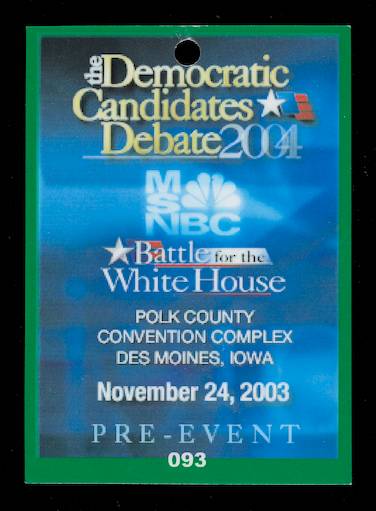 the Democratic
Candidates
Debate 2004
MSNBC
Battle for the
White House
POLK COUNTY
CONVENTION COMPLEX
DES MOINES, IOWA
November 24, 2003
PRE-EVENT
093